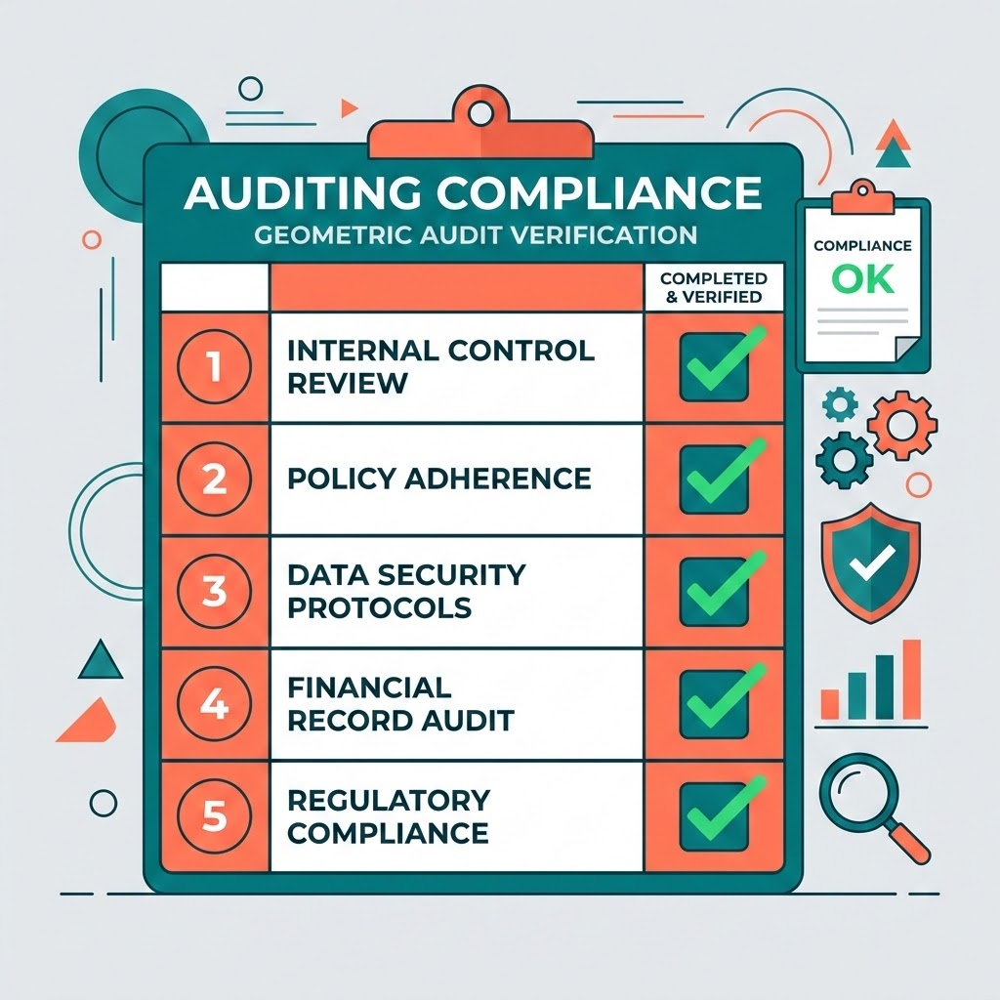 AUDITING COMPLIANCE
GEOMETRIC AUDIT VERIFICATION
COMPLETED
& VERIFIED
1
INTERNAL CONTROL
REVIEW
2
POLICY ADHERENCE
3
DATA SECURITY
PROTOCOLS
4
FINANCIAL
RECORD AUDIT
5
REGULATORY
COMPLIANCE
COMPLIANCE
OK